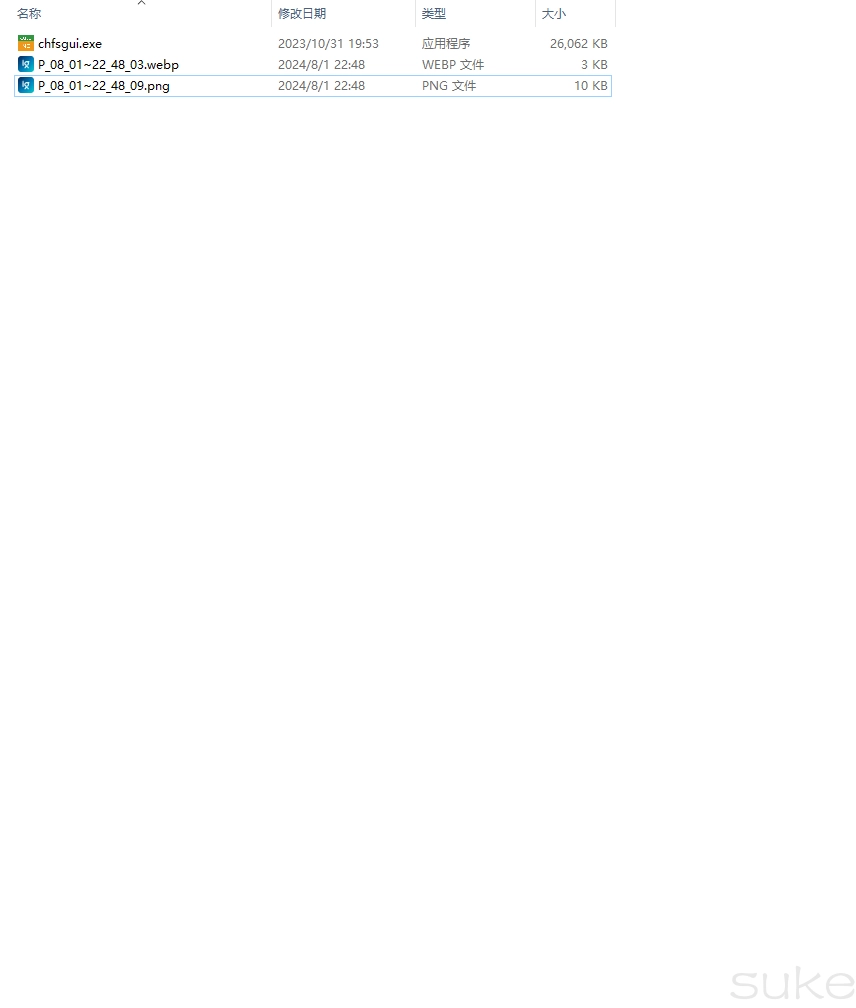 名称 修改日期 类型 大小
chfsgui.exe 2023/10/31 19:53 应用程序 26,062 KB
P_08_01~22_48_03.webp 2024/8/1 22:48 WEBP 文件 3 KB
P_08_01~22_48_09.png 2024/8/1 22:48 PNG 文件 10 KB
suke